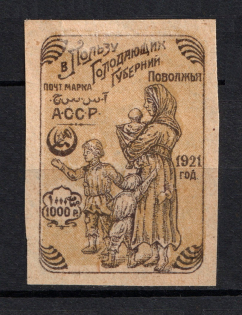 В Пользу
Голодающих
Губерний
Поволжья
ПОЧТ. МАРКА
А.С.С.Р.
1921
ГОД.
1000 Р.